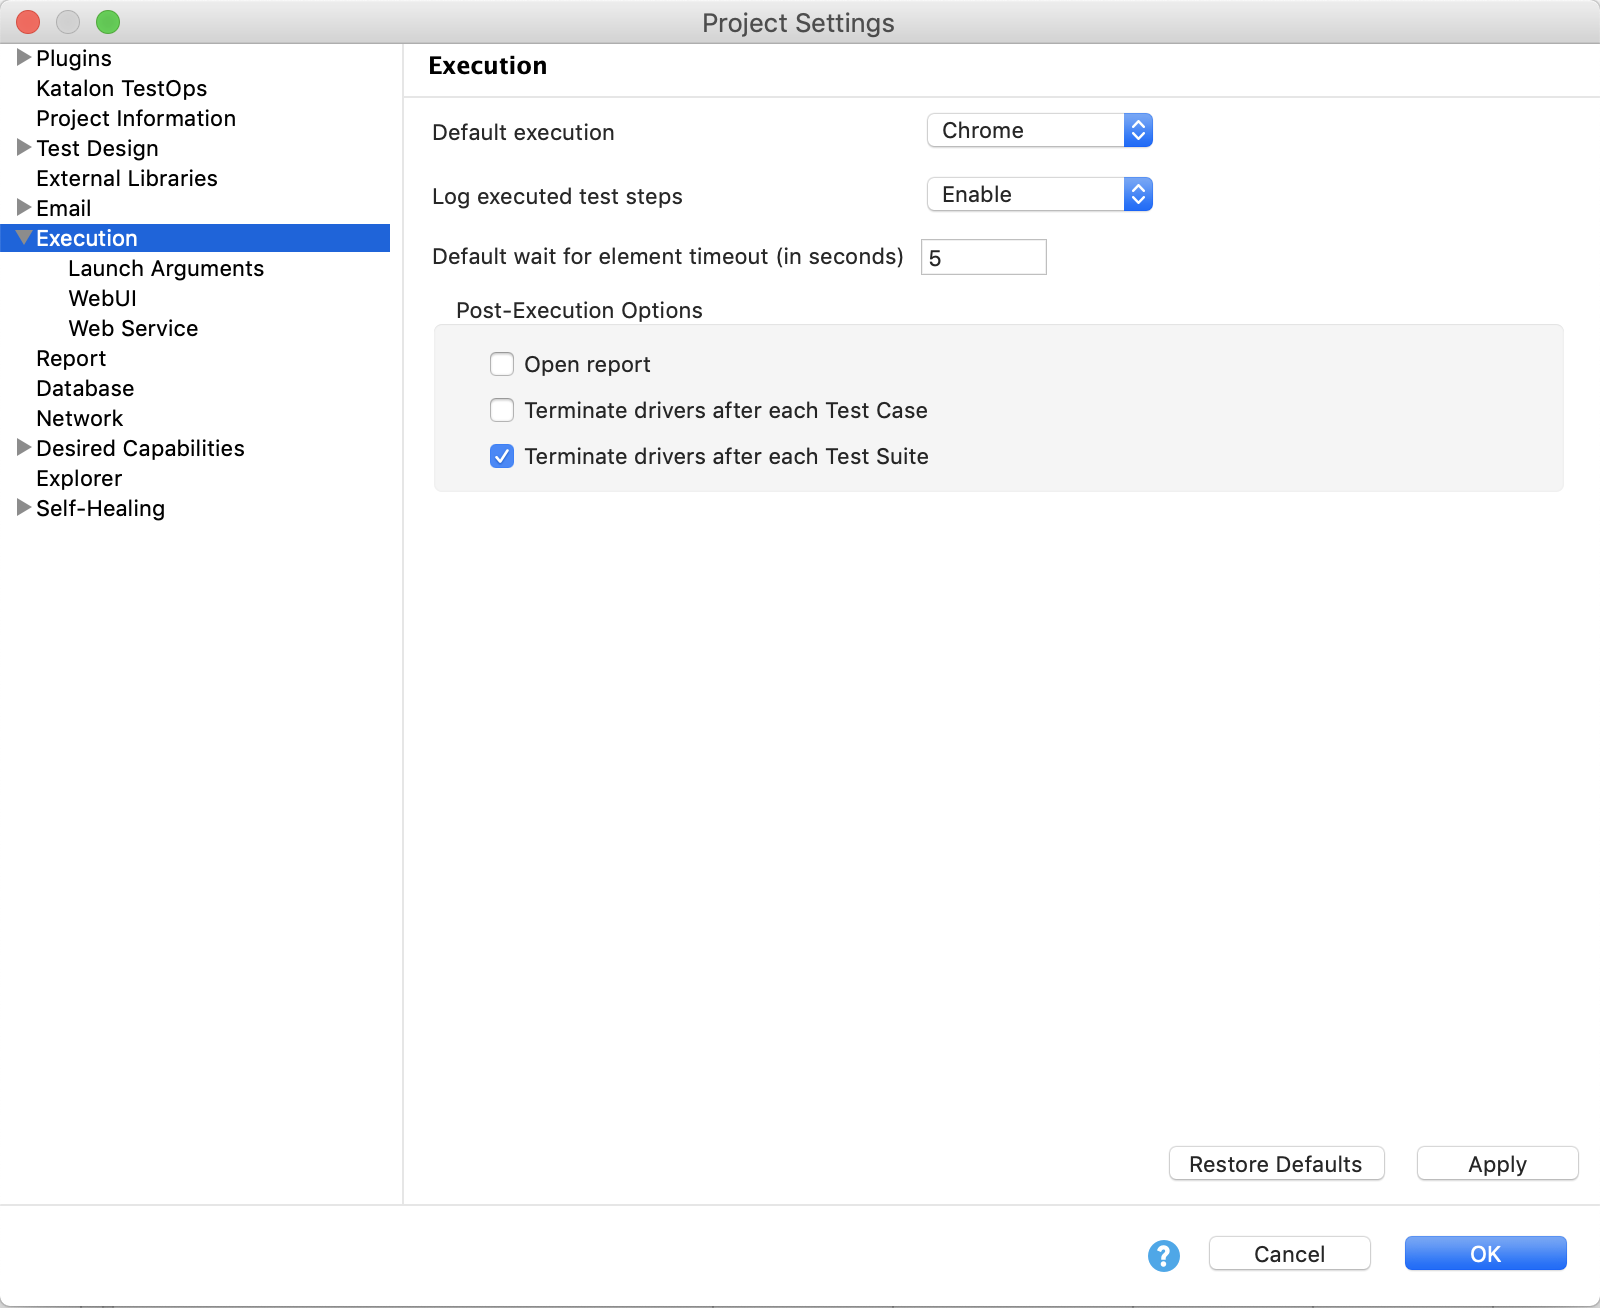 Project Settings
Plugins
Katalon TestOps
Project Information
Test Design
External Libraries
Email
Execution
Launch Arguments
WebUI
Web Service
Report
Database
Network
Desired Capabilities
Explorer
Self-Healing
Execution
Default execution Chrome
Log executed test steps Enable
Default wait for element timeout (in seconds) 5
Post-Execution Options
Open report
Terminate drivers after each Test Case
Terminate drivers after each Test Suite
Restore Defaults Apply
? Cancel OK